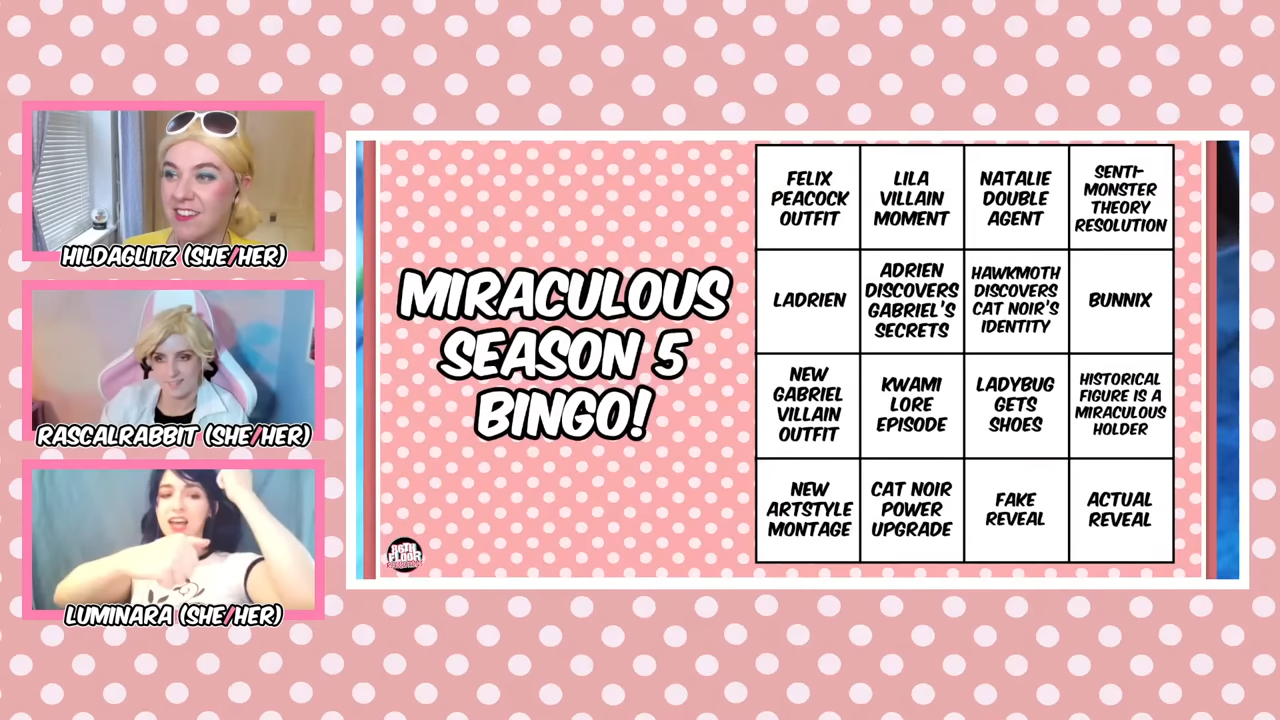 HILDAGLITZ (SHE/HER)
RASCALRABBIT (SHE/HER)
LUMINARA (SHE/HER)
MIRACULOUS
SEASON 5
BINGO!
86TH
FLOOR
FELIX
PEACOCK
OUTFIT
LILA
VILLAIN
MOMENT
NATALIE
DOUBLE
AGENT
SENTI-
MONSTER
THEORY
RESOLUTION
LADRIEN
ADRIEN
DISCOVERS
GABRIEL'S
SECRETS
HAWKMOTH
DISCOVERS
CAT NOIR'S
IDENTITY
BUNNIX
NEW
GABRIEL
VILLAIN
OUTFIT
KWAMI
LORE
EPISODE
LADYBUG
GETS
SHOES
HISTORICAL
FIGURE IS A
MIRACULOUS
HOLDER
NEW
ARTSTYLE
MONTAGE
CAT NOIR
POWER
UPGRADE
FAKE
REVEAL
ACTUAL
REVEAL